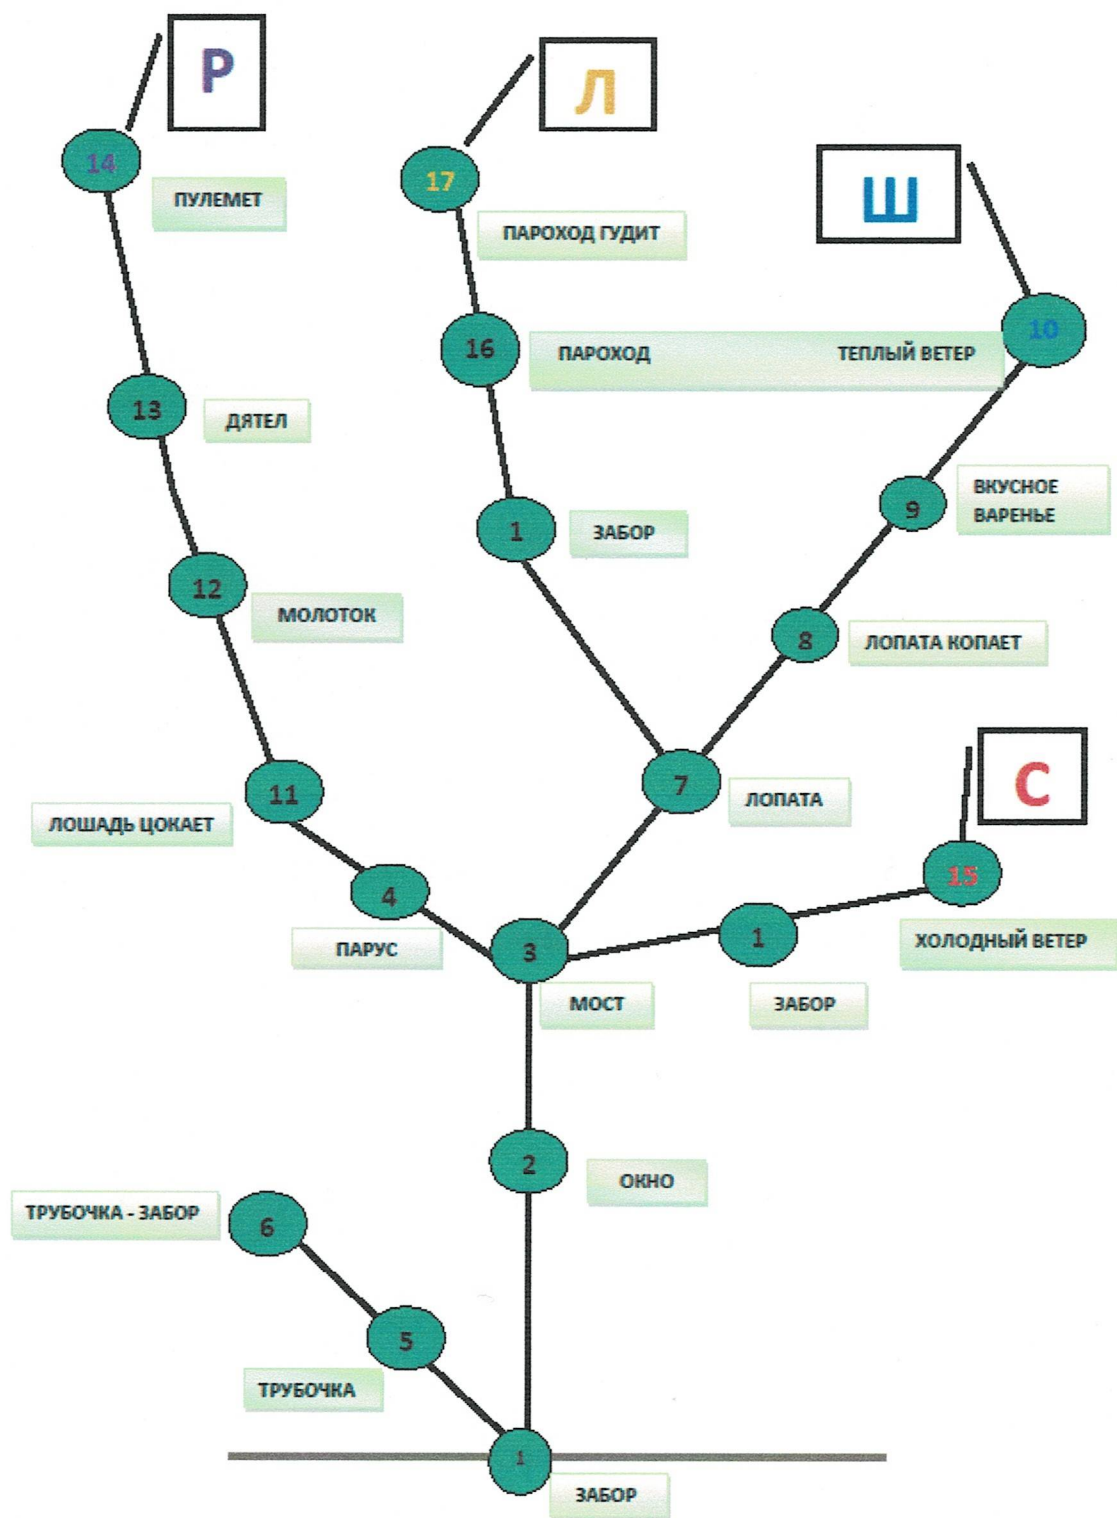 Р
Л
14
17
Ш
ПУЛЕМЕТ
ПАРОХОД ГУДИТ
10
16
ПАРОХОД
ТЕПЛЫЙ ВЕТЕР
13
ДЯТЕЛ
9
ВКУСНОЕ
ВАРЕНЬЕ
1
ЗАБОР
12
МОЛОТОК
8
ЛОПАТА КОПАЕТ
7
ЛОПАТА
С
11
ЛОШАДЬ ЦОКАЕТ
15
4
ПАРУС
3
МОСТ
1
ЗАБОР
ХОЛОДНЫЙ ВЕТЕР
2
ОКНО
ТРУБОЧКА - ЗАБОР
6
5
ТРУБОЧКА
1
ЗАБОР